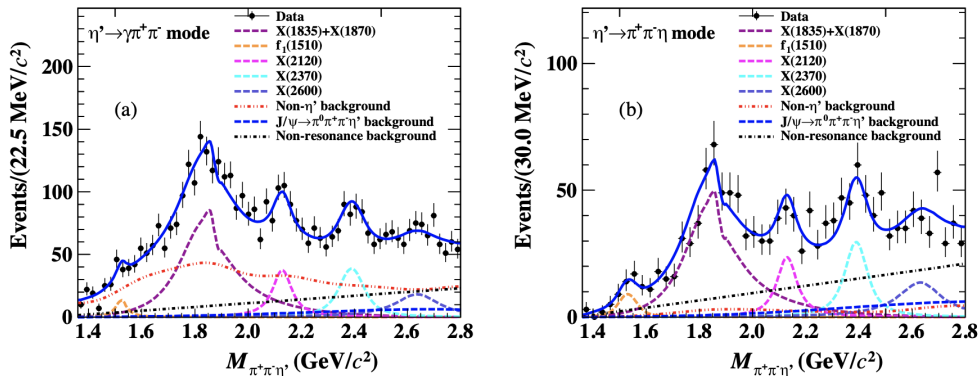 η'→γπ⁺π⁻ mode
Data
X(1835)+X(1870)
f₁(1510)
X(2120)
X(2370)
X(2600)
Non-η' background
J/ψ→π⁰π⁺π⁻η' background
Non-resonance background
(a)
Events/(22.5 MeV/c²)
200
150
100
50
0
1.4 1.6 1.8 2.0 2.2 2.4 2.6 2.8
M π⁺π⁻η' (GeV/c²)
η'→π⁺π⁻η mode
Data
X(1835)+X(1870)
f₁(1510)
X(2120)
X(2370)
X(2600)
Non-η' background
J/ψ→π⁰π⁺π⁻η' background
Non-resonance background
(b)
Events/(30.0 MeV/c²)
100
50
0
1.4 1.6 1.8 2.0 2.2 2.4 2.6 2.8
M π⁺π⁻η' (GeV/c²)